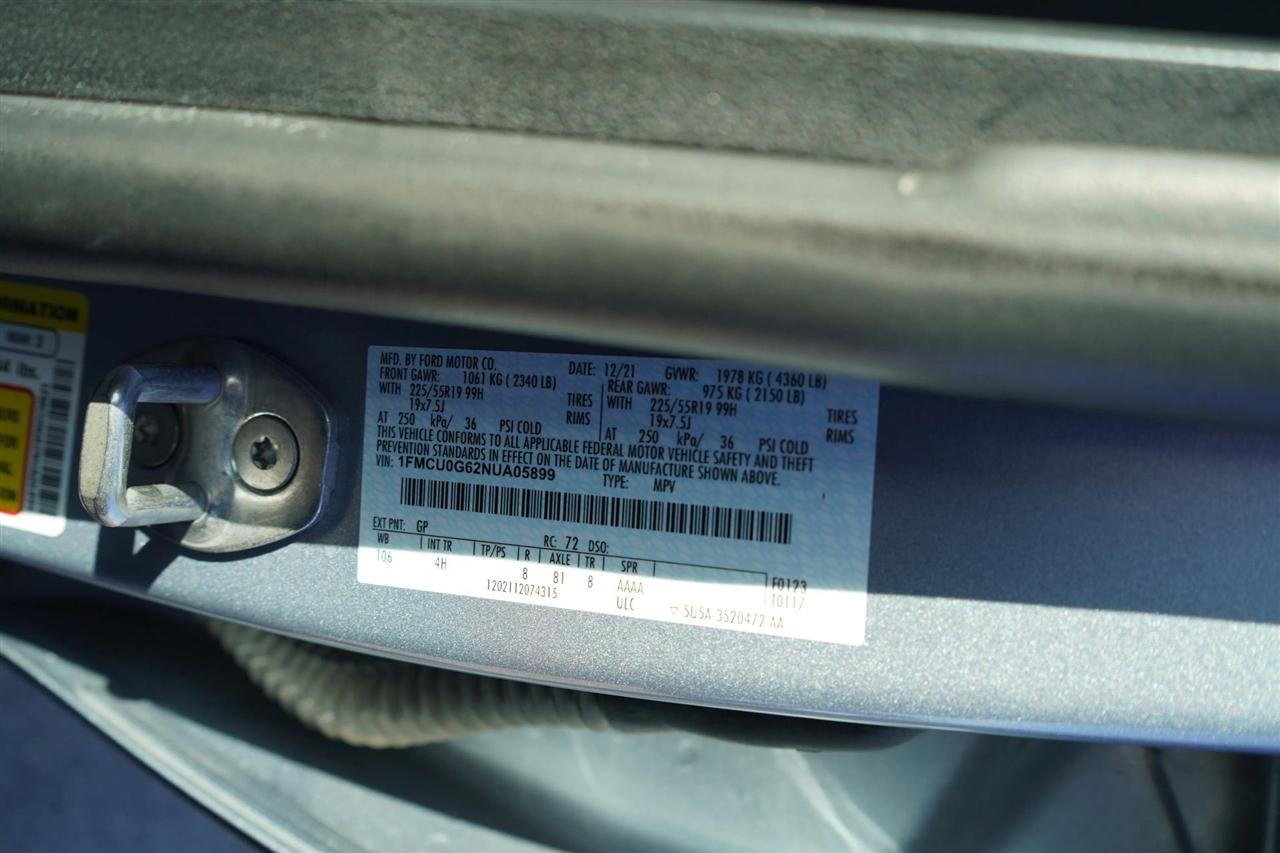 RMATION
REAR 3
MFD. BY FORD MOTOR CO. DATE: 12/21 GVWR: 1978 KG ( 4360 LB)
FRONT GAWR: 1061 KG ( 2340 LB) REAR GAWR: 975 KG ( 2150 LB)
WITH 225/55R19 99H TIRES WITH 225/55R19 99H TIRES
19x7.5J RIMS 19x7.5J RIMS
AT 250 kPa/ 36 PSI COLD AT 250 kPa/ 36 PSI COLD
THIS VEHICLE CONFORMS TO ALL APPLICABLE FEDERAL MOTOR VEHICLE SAFETY AND THEFT
PREVENTION STANDARDS IN EFFECT ON THE DATE OF MANUFACTURE SHOWN ABOVE.
VIN: 1FMCU0G62NUA05899 TYPE: MPV
EXT PNT: GP RC: 72 DSO:
WB INT TR TP/PS R AXLE TR SPR
106 4H 8 81 8 AAAA F0123
1202112074315 ULC T0117
▽ 5U5A-3520472 AA